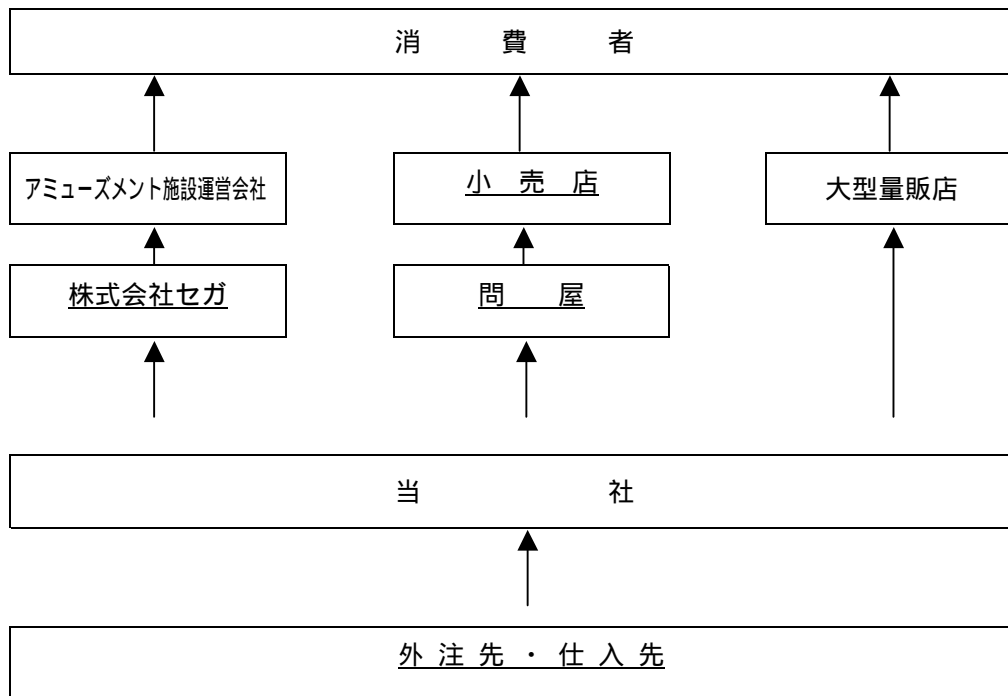 消費者
アミューズメント施設運営会社
小売店
大型量販店
株式会社セガ
問屋
当社
外注先・仕入先